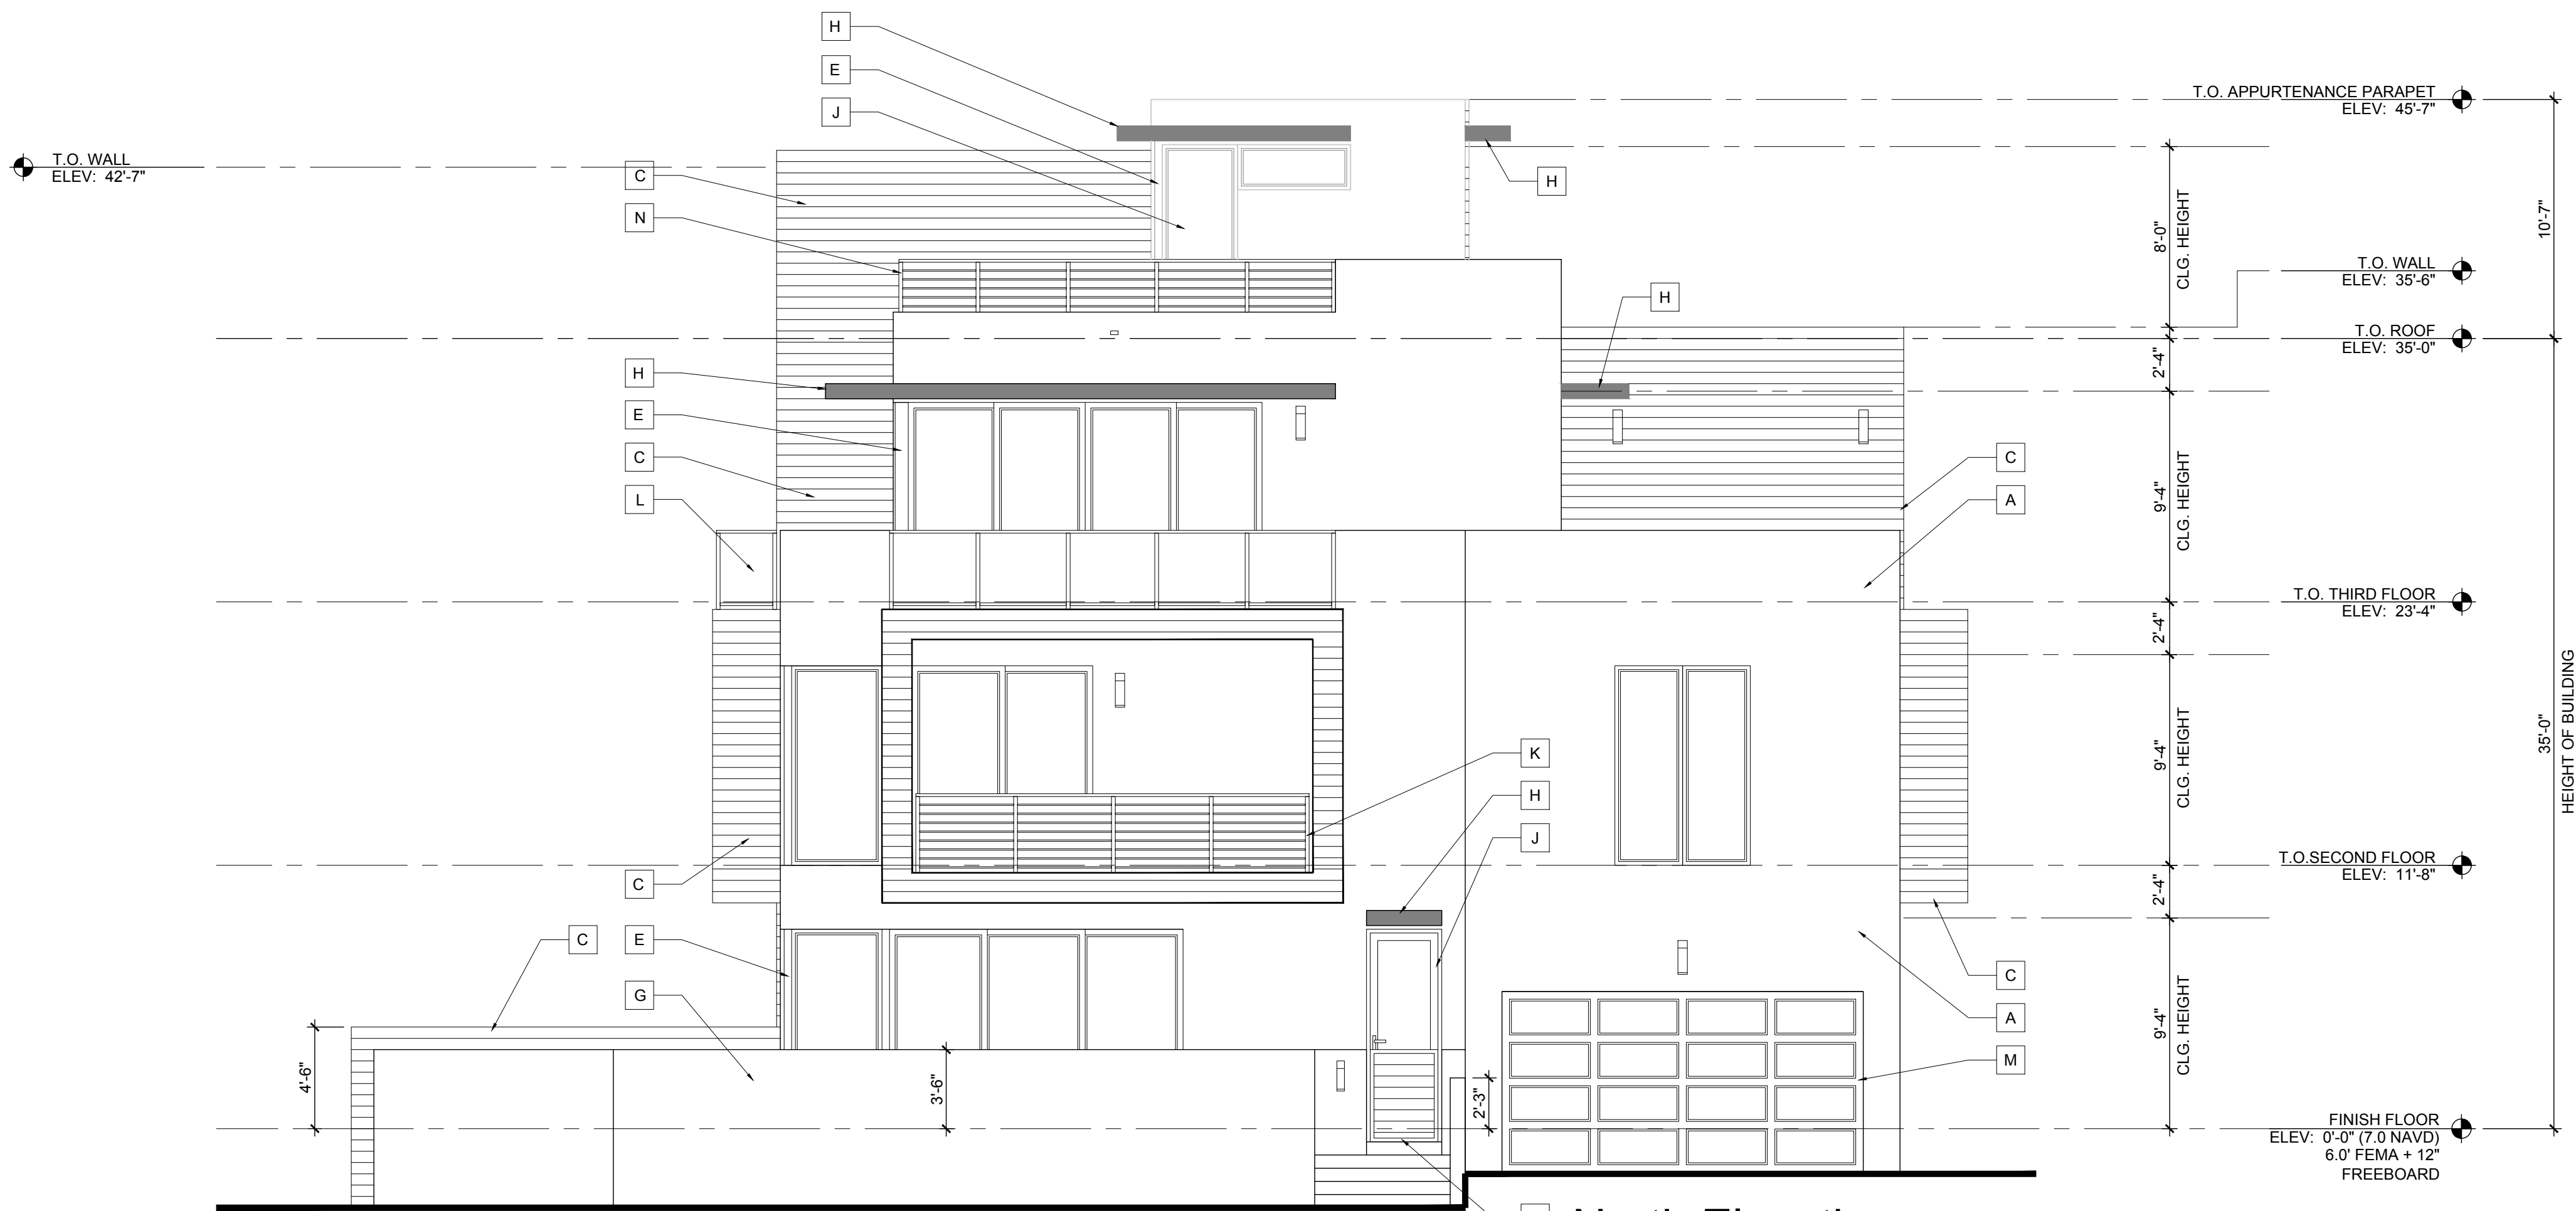 H
E
J
T.O. APPURTENANCE PARAPET
ELEV: 45'-7"
T.O. WALL
ELEV: 42'-7"
C
H
N
8'-0"
CLG. HEIGHT
10'-7"
T.O. WALL
ELEV: 35'-6"
H
T.O. ROOF
ELEV: 35'-0"
2'-4"
H
H
E
C
L
C
A
9'-4"
CLG. HEIGHT
T.O. THIRD FLOOR
ELEV: 23'-4"
2'-4"
K
H
J
9'-4"
CLG. HEIGHT
35'-0"
HEIGHT OF BUILDING
T.O.SECOND FLOOR
ELEV: 11'-8"
2'-4"
C
C
E
G
C
A
M
9'-4"
CLG. HEIGHT
4'-6"
3'-6"
2'-3"
FINISH FLOOR
ELEV: 0'-0" (7.0 NAVD)
6.0' FEMA + 12"
FREEBOARD